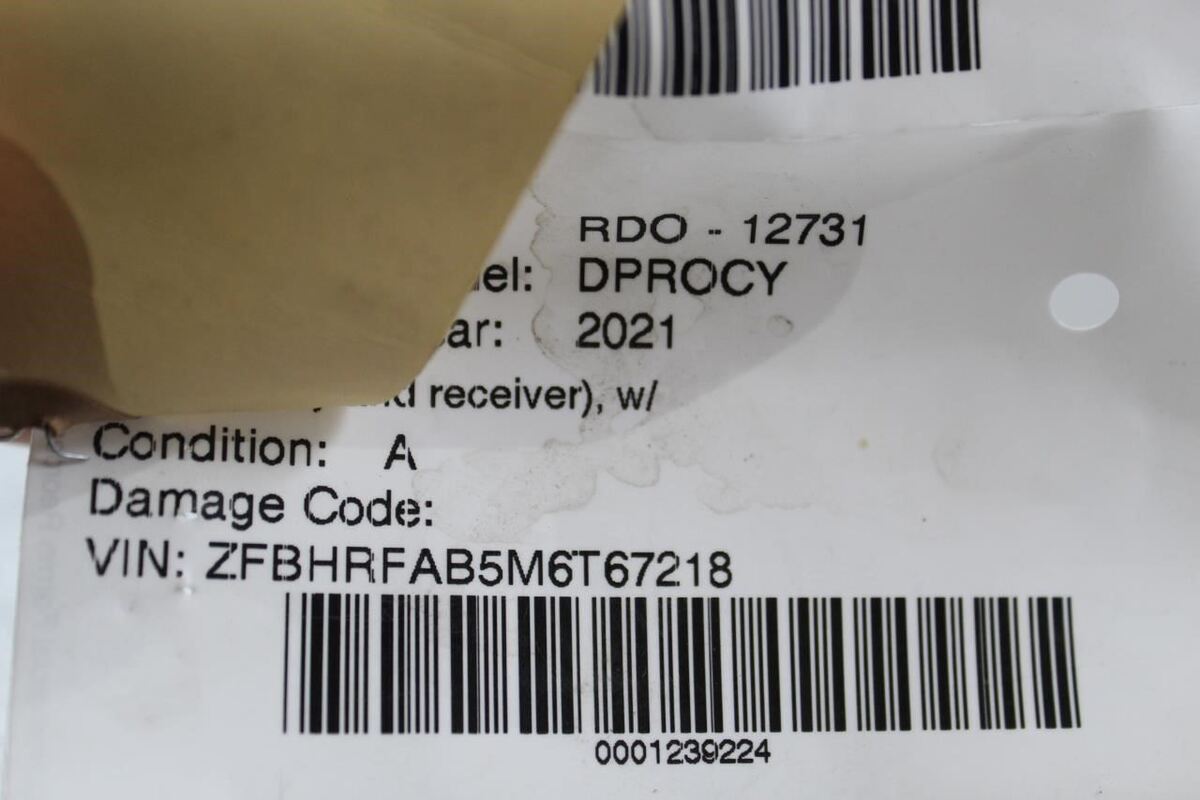 RDO - 12731
el: DPROCY
ar: 2021
receiver), w/
Condition: A
Damage Code:
VIN: ZFBHRFAB5M6T67218
0001239224